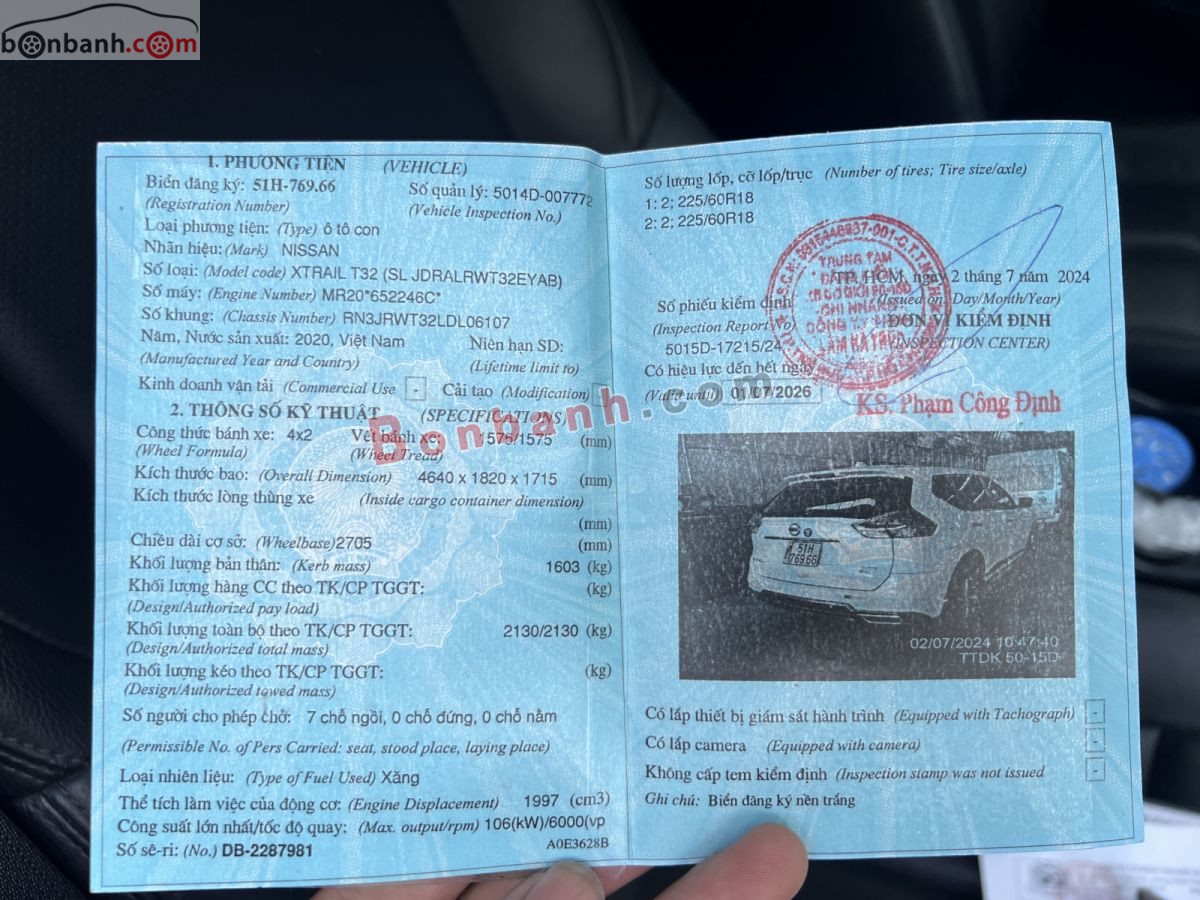 bonbanh.com
1. PHƯƠNG TIỆN (VEHICLE)
Biển đăng ký: 51H-769.66 Số quản lý: 5014D-007772
(Registration Number) (Vehicle Inspection No.)
Loại phương tiện: (Type) ô tô con
Nhãn hiệu: (Mark) NISSAN
Số loại: (Model code) XTRAIL T32 (SL JDRALRWT32EYAB)
Số máy: (Engine Number) MR20*652246C*
Số khung: (Chassis Number) RN3JRWT32LDL06107
Năm, Nước sản xuất: 2020, Việt Nam Niên hạn SD:
(Manufactured Year and Country) (Lifetime limit to)
Kinh doanh vận tải (Commercial Use - Cải tạo (Modification)
2. THÔNG SỐ KỸ THUẬT (SPECIFICATIONS
Công thức bánh xe: 4x2 Vết bánh xe: 1575/1575 (mm)
(Wheel Formula) (Wheel Tread)
Kích thước bao: (Overall Dimension) 4640 x 1820 x 1715 (mm)
Kích thước lòng thùng xe (Inside cargo container dimension)
(mm)
Chiều dài cơ sở: (Wheelbase)2705 (mm)
Khối lượng bản thân: (Kerb mass) 1603 (kg)
Khối lượng hàng CC theo TK/CP TGGT: (kg)
(Design/Authorized pay load)
Khối lượng toàn bộ theo TK/CP TGGT: 2130/2130 (kg)
(Design/Authorized total mass)
Khối lượng kéo theo TK/CP TGGT: (kg)
(Design/Authorized towed mass)
Số người cho phép chở: 7 chỗ ngồi, 0 chỗ đứng, 0 chỗ nằm
(Permissible No. of Pers Carried: seat, stood place, laying place)
Loại nhiên liệu: (Type of Fuel Used) Xăng
Thể tích làm việc của động cơ: (Engine Displacement) 1997 (cm3)
Công suất lớn nhất/tốc độ quay: (Max. output/rpm) 106(kW)/6000(vp
Số sê-ri: (No.) DB-2287981 A0E3628B
Số lượng lốp, cỡ lốp/trục (Number of tires; Tire size/axle)
1: 2; 225/60R18
2: 2; 225/60R18
TP. HCM, ngày 2 tháng 7 năm 2024
Số phiếu kiểm định (Issued on: Day/Month/Year)
(Inspection Report No) ĐƠN VỊ KIỂM ĐỊNH
5015D-17215/24 (INSPECTION CENTER)
Có hiệu lực đến hết ngày
(Valid until) 01/07/2026
KS. Phạm Công Định
TRUNG TÂM
CHI NHÁNH
Bonbanh.com
51H
769.66
02/07/2024 10:47:40
TTDK 50-15D
Có lắp thiết bị giám sát hành trình (Equipped with Tachograph) -
Có lắp camera (Equipped with camera) -
Không cấp tem kiểm định (Inspection stamp was not issued -
Ghi chú: Biển đăng ký nền trắng